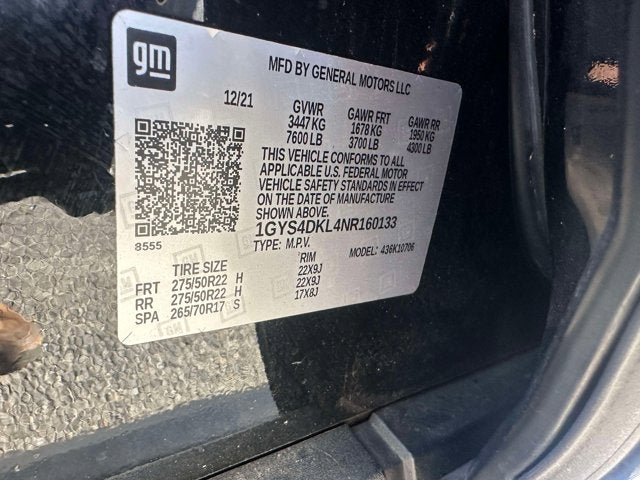 gm
MFD BY GENERAL MOTORS LLC
12/21 GVWR GAWR FRT GAWR RR
3447 KG 1678 KG 1950 KG
7600 LB 3700 LB 4300 LB
THIS VEHICLE CONFORMS TO ALL
APPLICABLE U.S. FEDERAL MOTOR
VEHICLE SAFETY STANDARDS IN EFFECT
ON THE DATE OF MANUFACTURE
SHOWN ABOVE.
8555 1GYS4DKL4NR160133
TYPE: M.P.V. MODEL: 436K10706
TIRE SIZE RIM
FRT 275/50R22 H 22X9J
RR 275/50R22 H 22X9J
SPA 265/70R17 S 17X8J